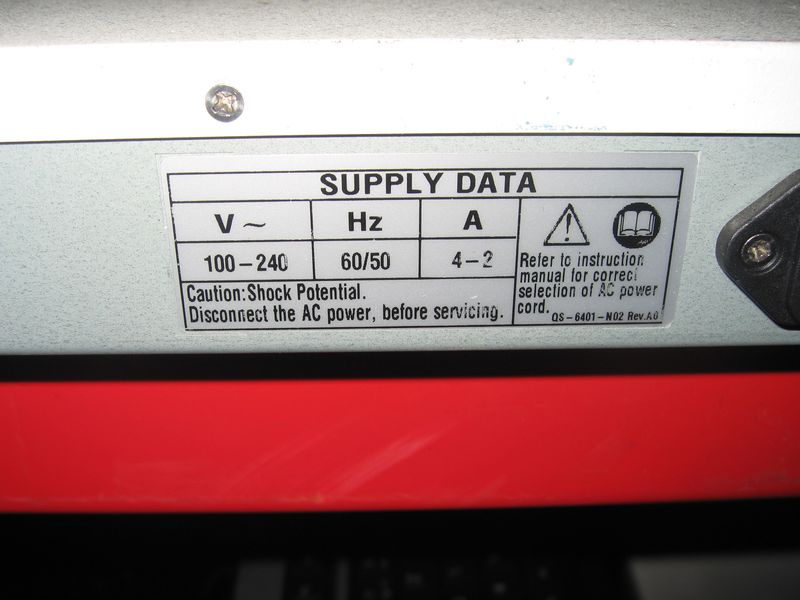 SUPPLY DATA
V ~ Hz A
100-240 60/50 4-2
Caution:Shock Potential.
Disconnect the AC power, before servicing.
Refer to instruction
manual for correct
selection of AC power
cord.
QS-6401-N02 Rev.A0